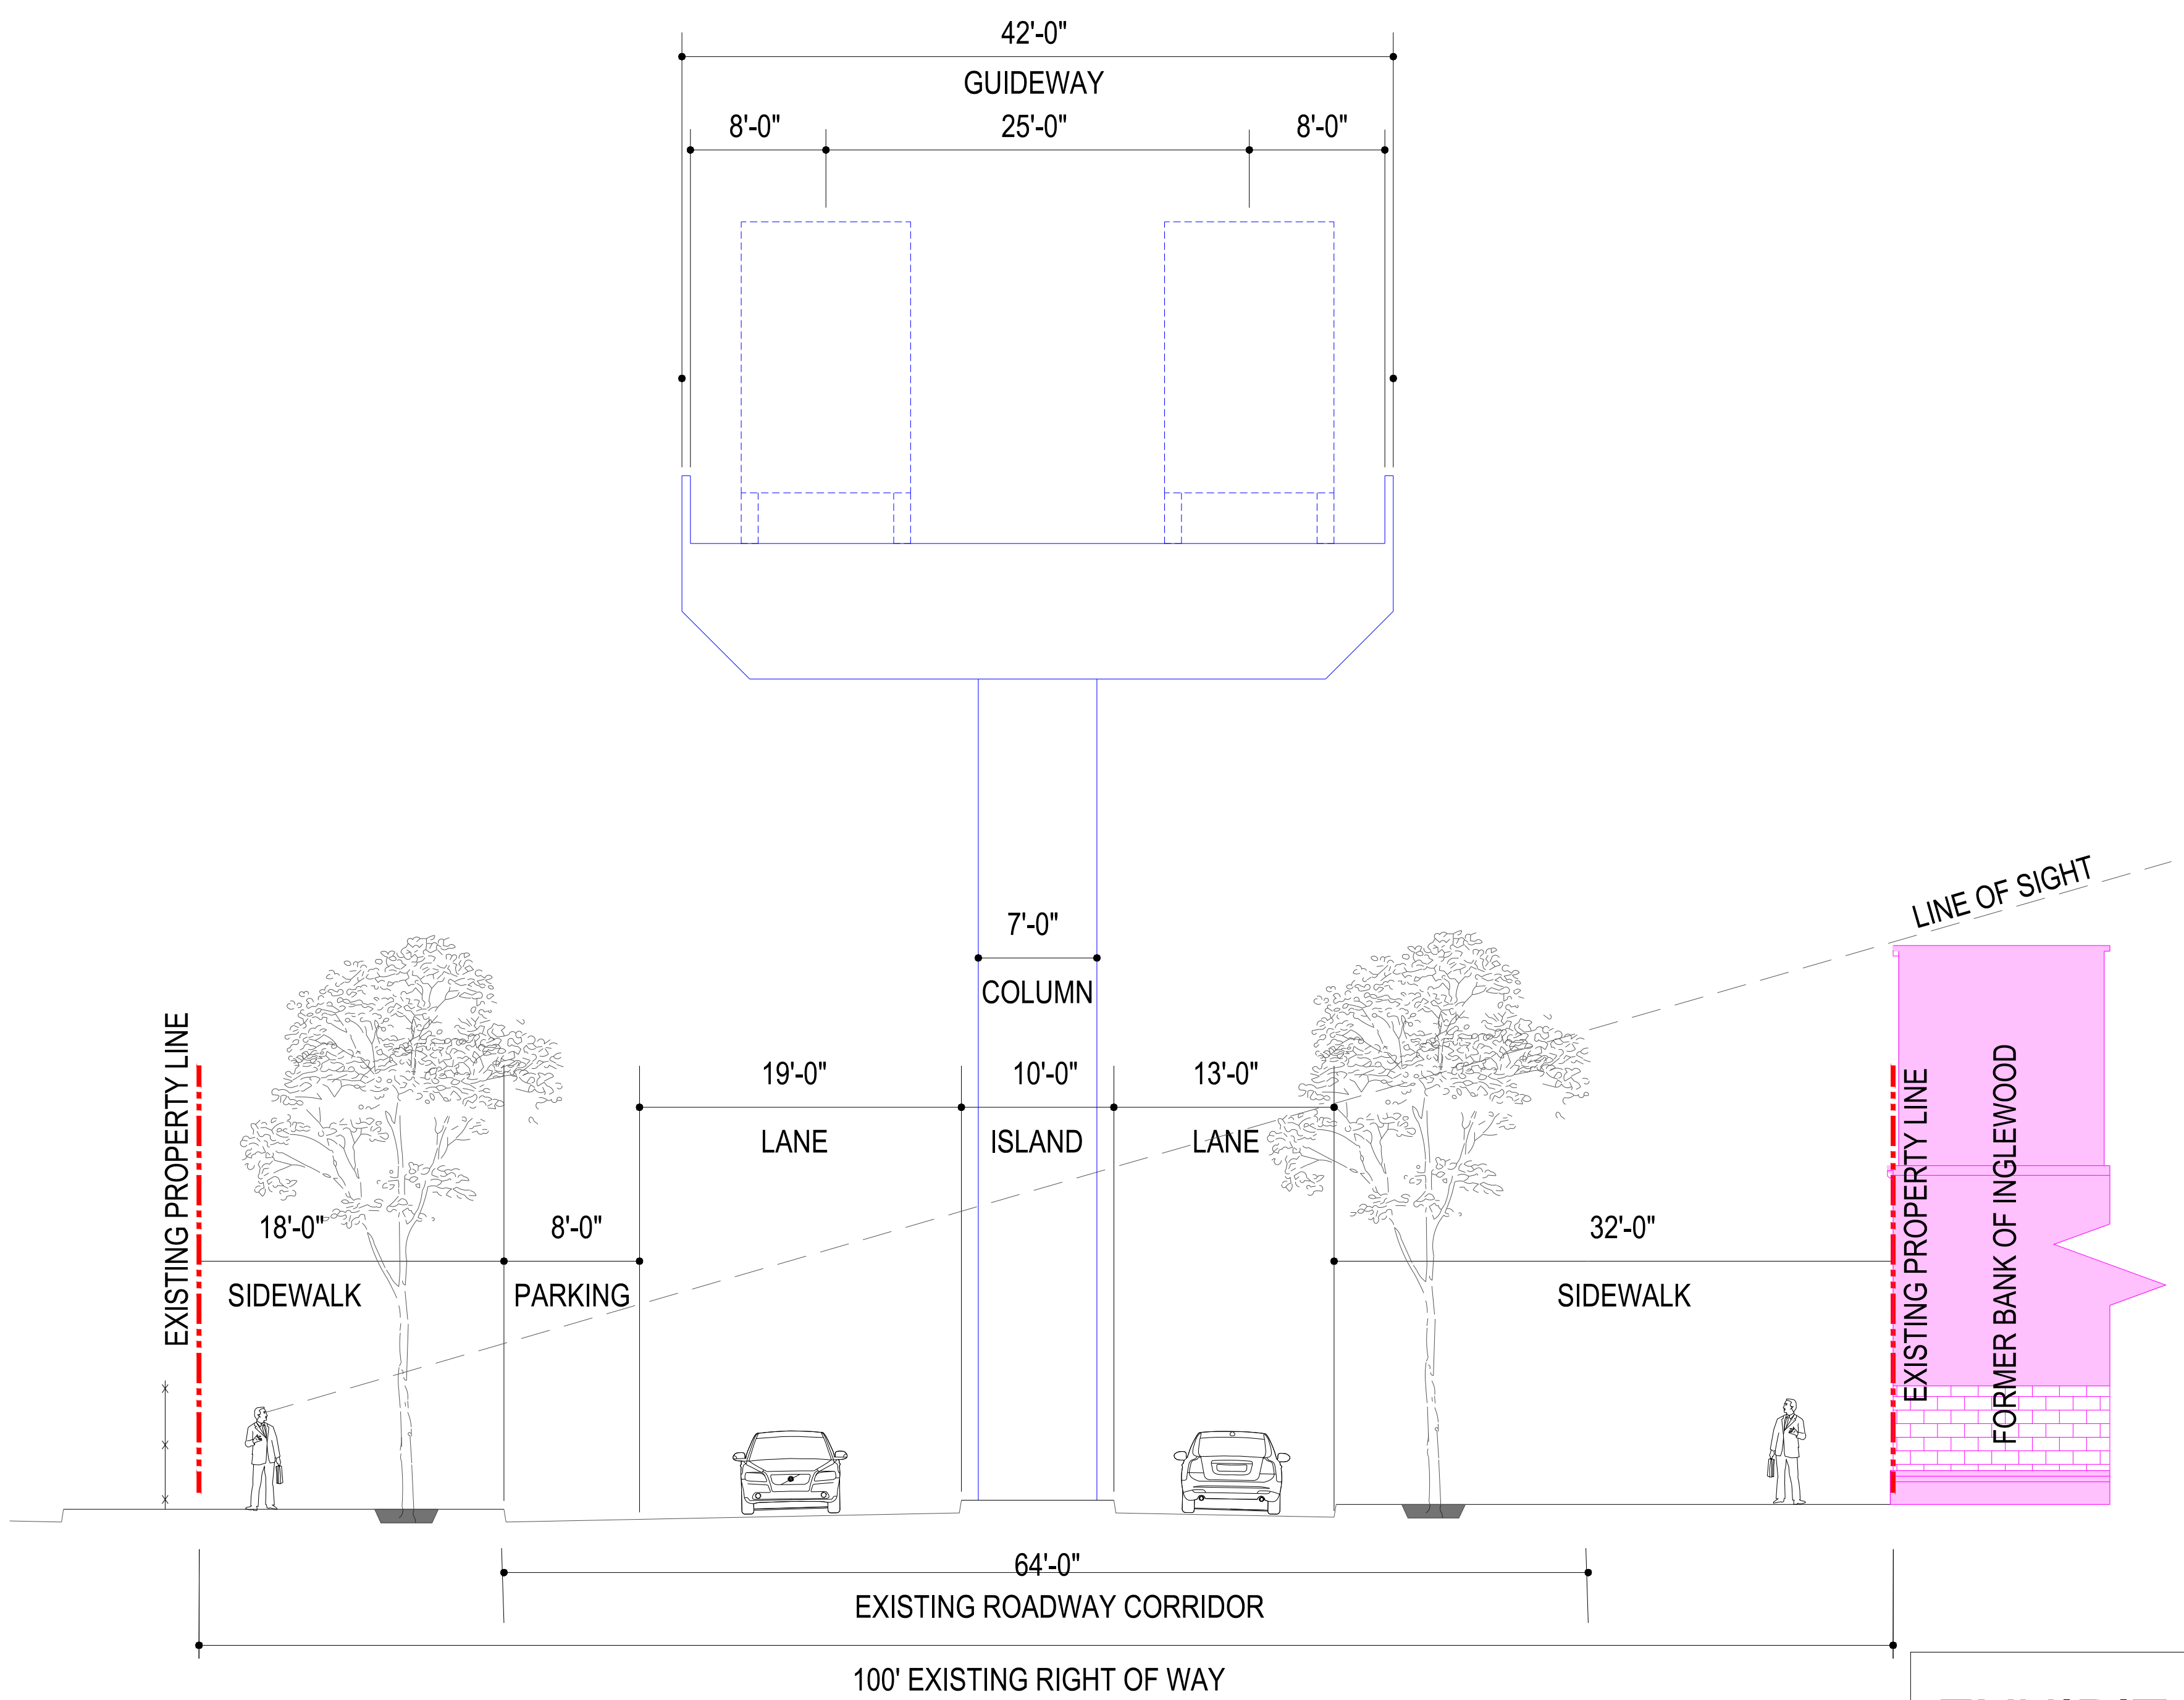 42'-0"
GUIDEWAY
8'-0"
25'-0"
8'-0"
LINE OF SIGHT
7'-0"
COLUMN
EXISTING PROPERTY LINE
19'-0"
10'-0"
13'-0"
LANE
ISLAND
LANE
EXISTING PROPERTY LINE
FORMER BANK OF INGLEWOOD
18'-0"
8'-0"
32'-0"
SIDEWALK
PARKING
SIDEWALK
64'-0"
EXISTING ROADWAY CORRIDOR
100' EXISTING RIGHT OF WAY